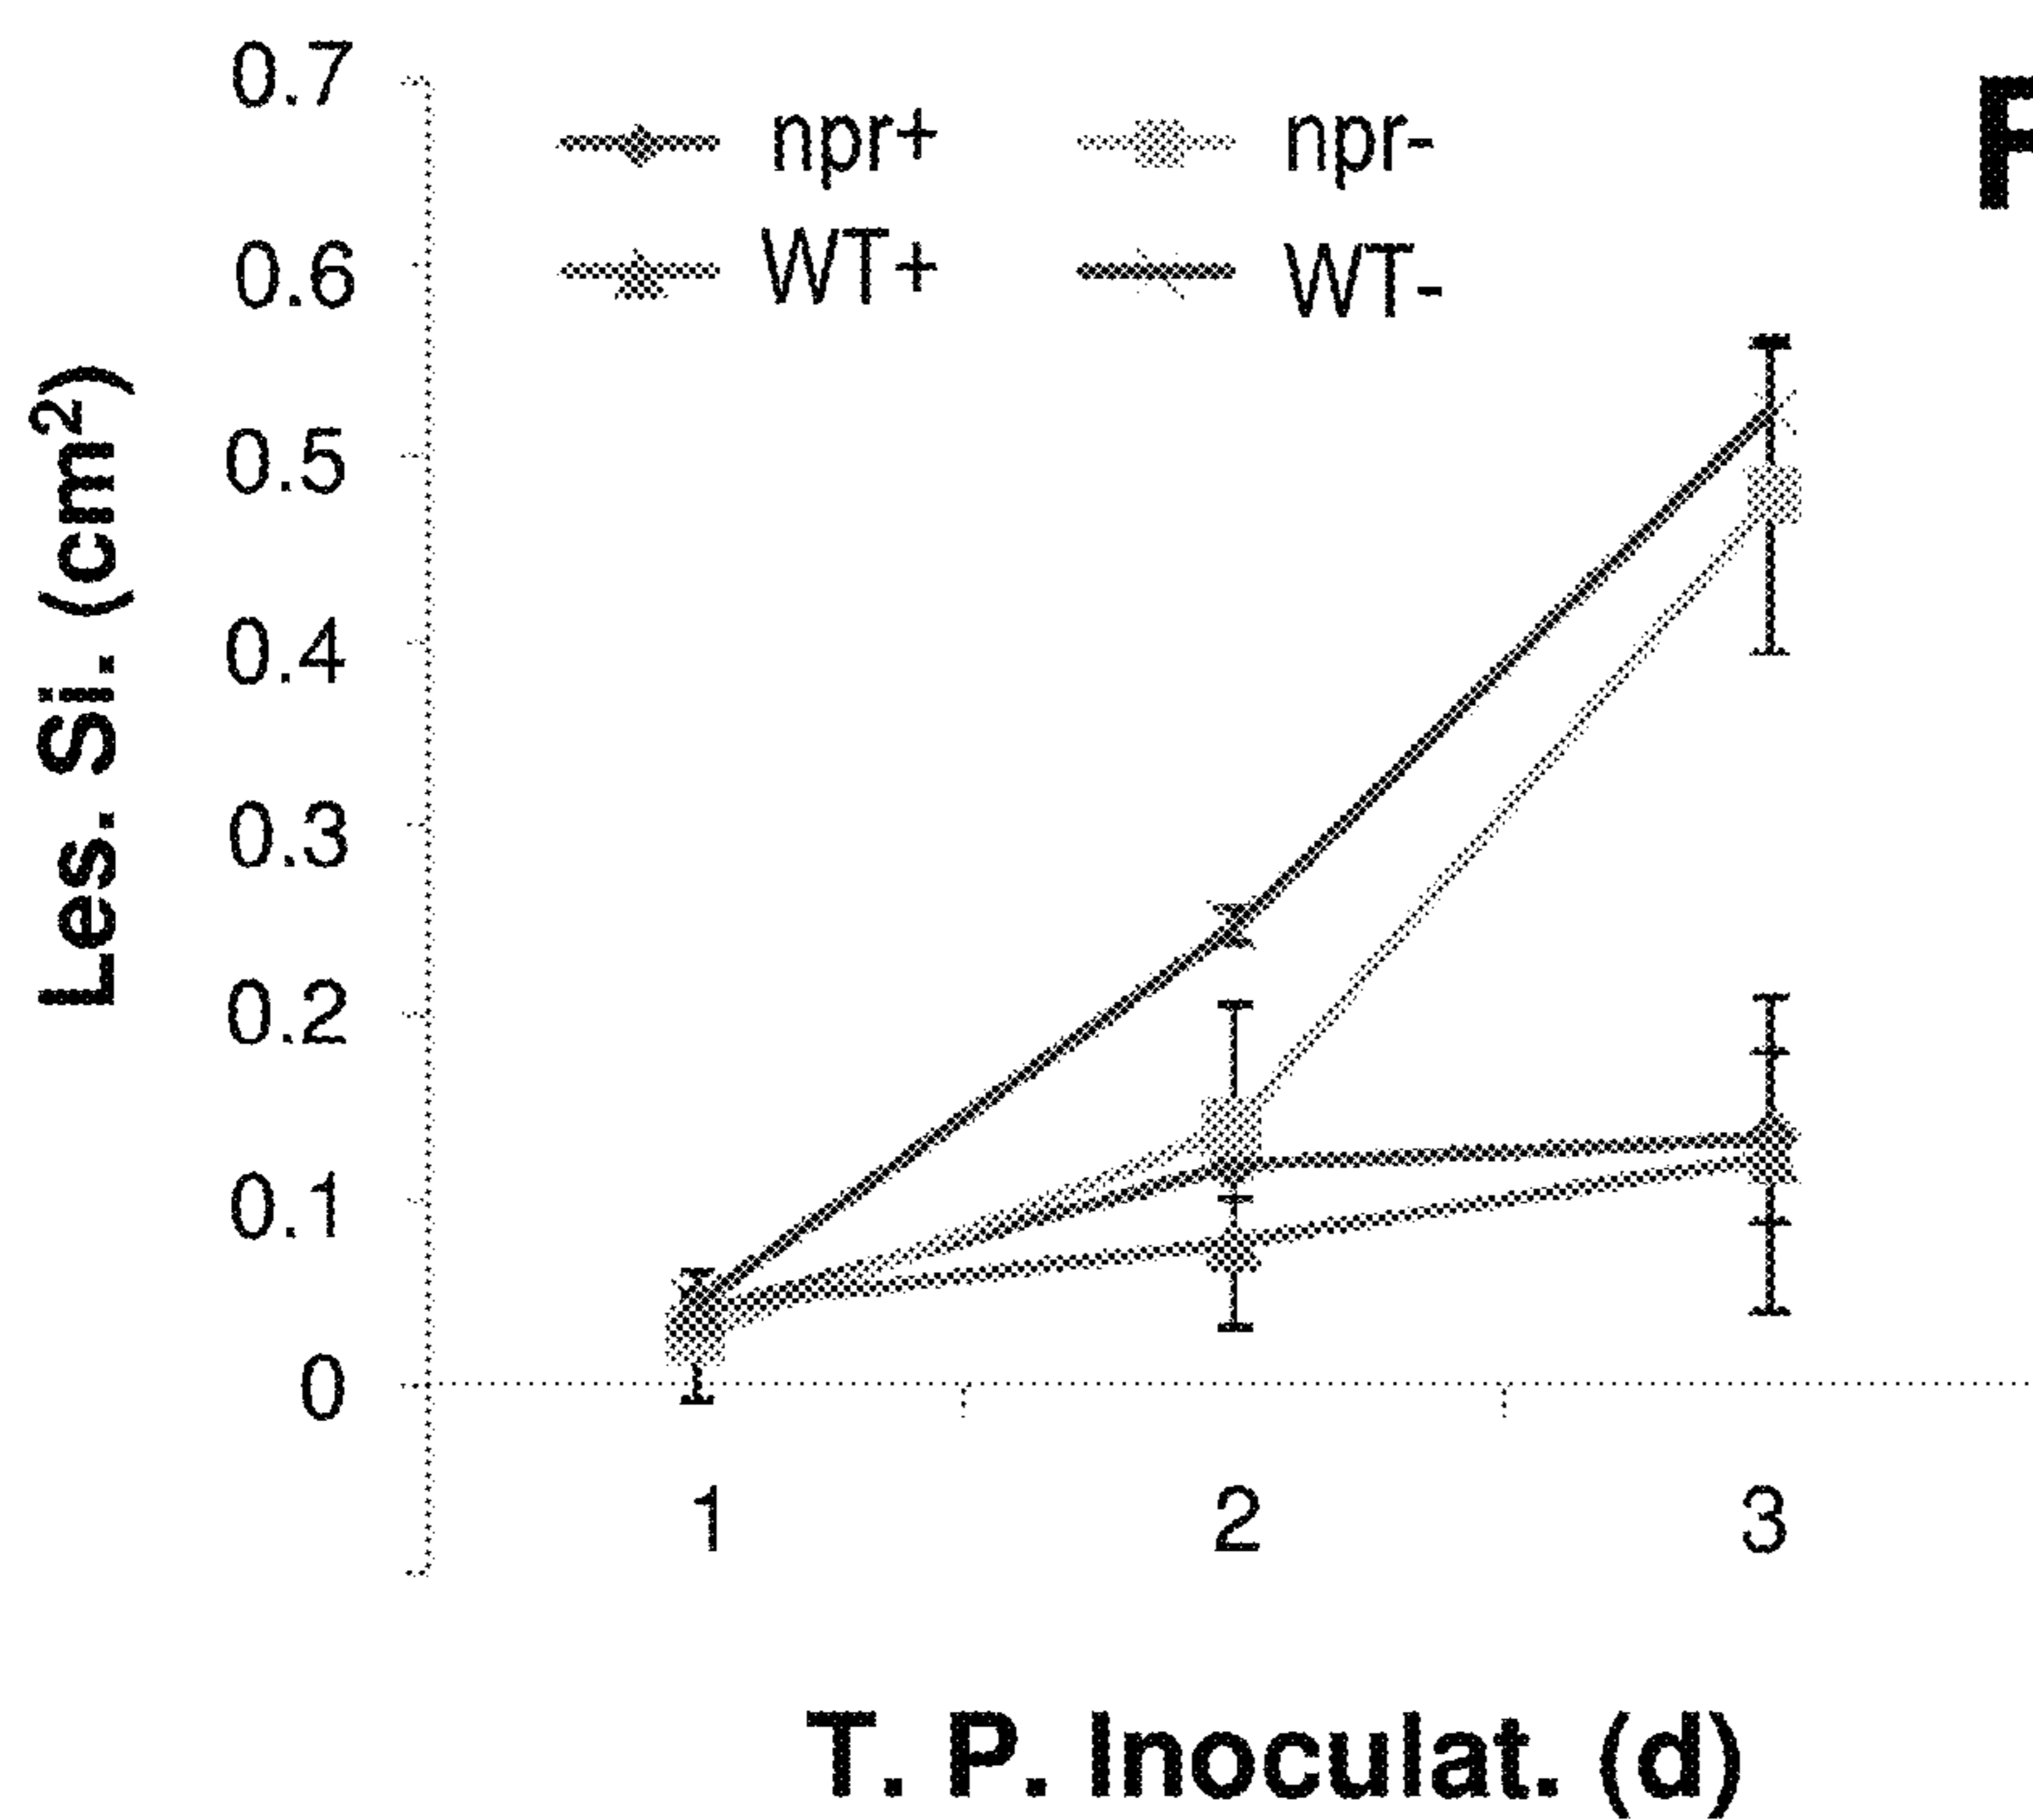 0.7
0.6
0.5
0.4
0.3
0.2
0.1
0
npr+ npr-
WT+ WT-
Les. Si. (cm²)
1 2 3
T. P. Inoculat. (d)